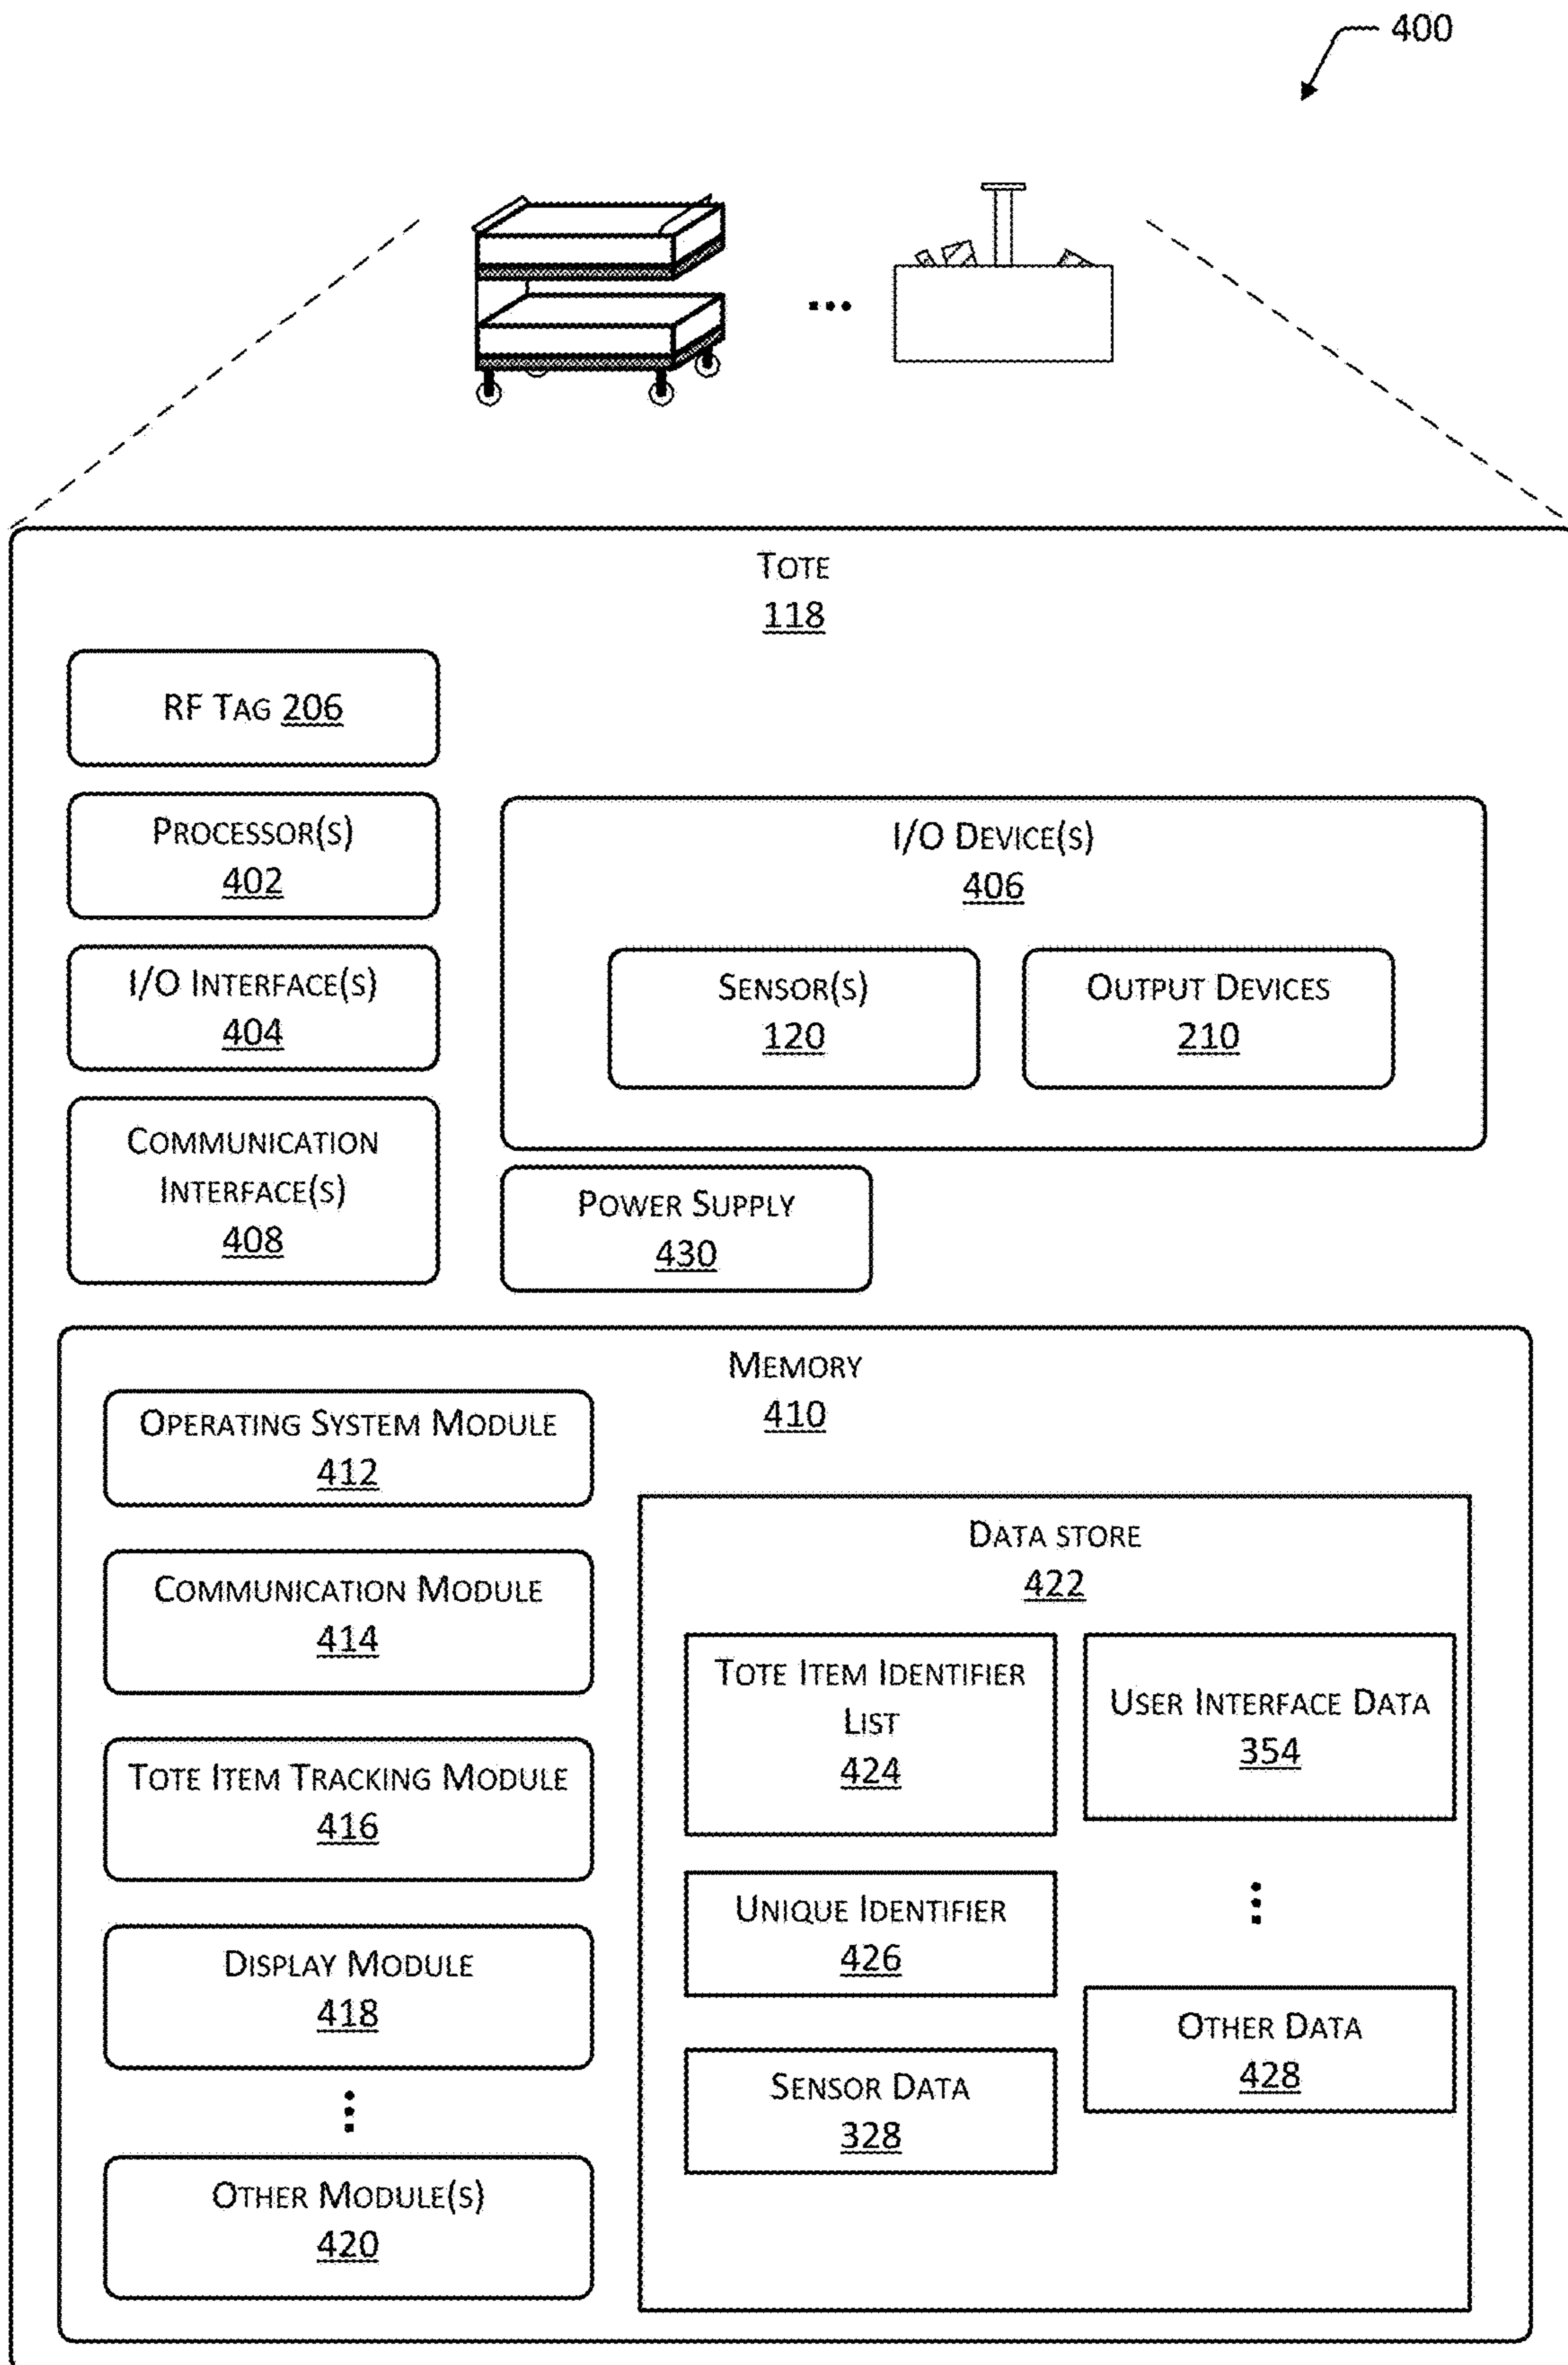 400
Tote
118
RF Tag 206
Processor(s)
402
I/O Interface(s)
404
Communication
Interface(s)
408
I/O Device(s)
406
Sensor(s)
120
Output Devices
210
Power Supply
430
Memory
410
Operating System Module
412
Communication Module
414
Tote Item Tracking Module
416
Display Module
418
Other Module(s)
420
Data store
422
Tote Item Identifier
List
424
Unique Identifier
426
Sensor Data
328
User Interface Data
354
Other Data
428